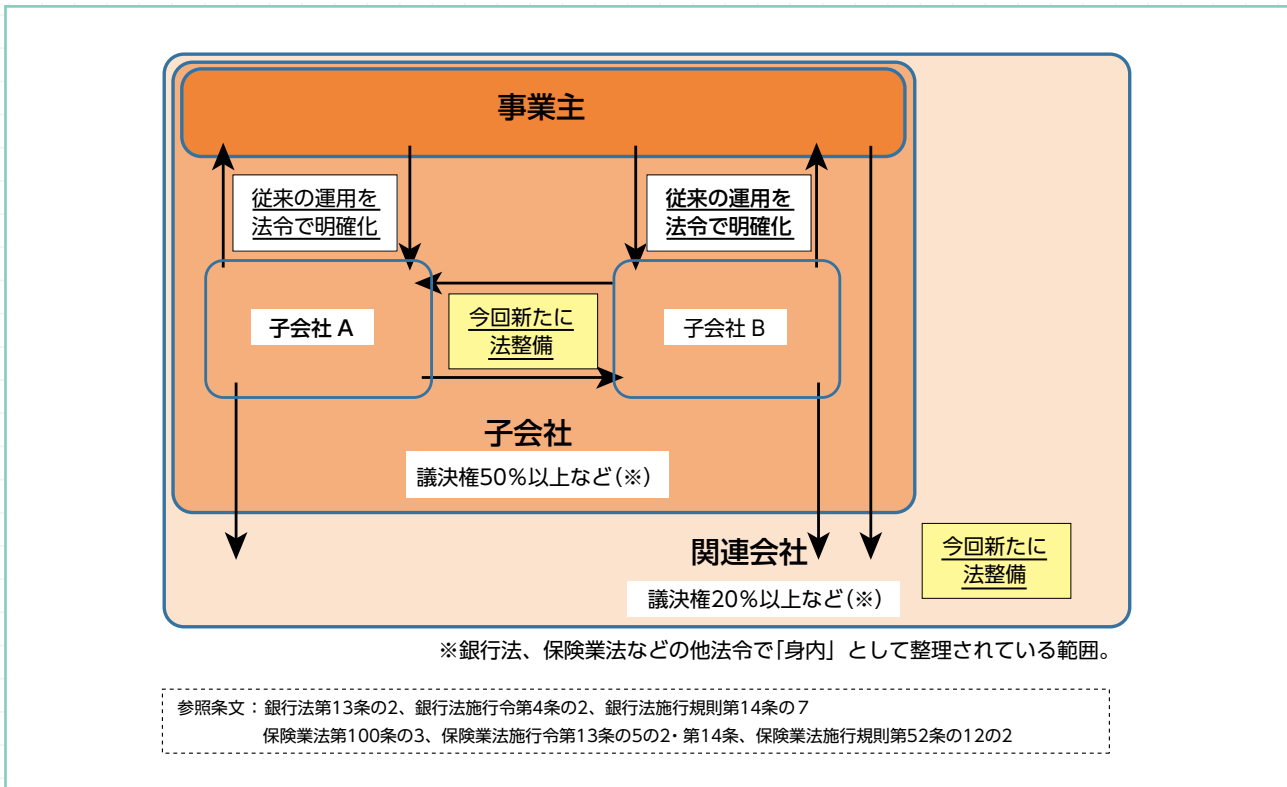 事業主
従来の運用を
法令で明確化
従来の運用を
法令で明確化
子会社 A
今回新たに
法整備
子会社 B
子会社
議決権50%以上など(※)
関連会社
議決権20%以上など(※)
今回新たに
法整備
※銀行法、保険業法などの他法令で「身内」として整理されている範囲。
参照条文：銀行法第13条の2、銀行法施行令第4条の2、銀行法施行規則第14条の7
保険業法第100条の3、保険業法施行令第13条の5の2・第14条、保険業法施行規則第52条の12の2